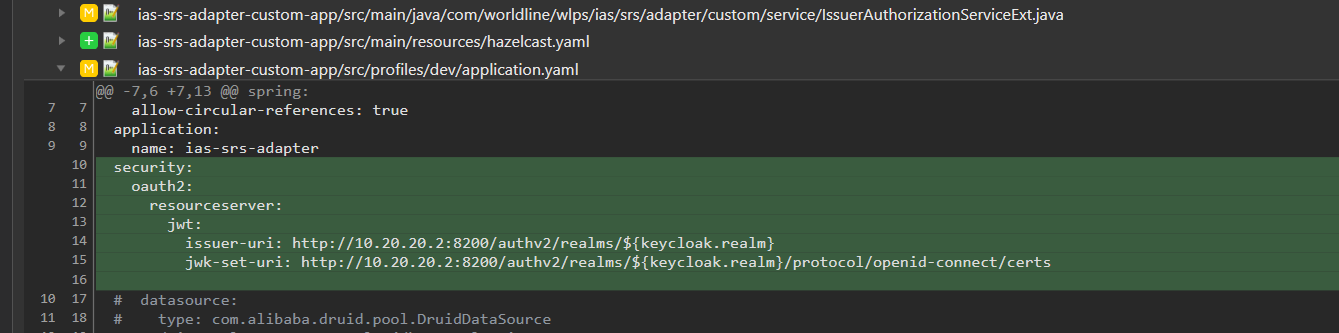 M ias-srs-adapter-custom-app/src/main/java/com/worldline/wlps/ias/srs/adapter/custom/service/IssuerAuthorizationServiceExt.java
+ ias-srs-adapter-custom-app/src/main/resources/hazelcast.yaml
M ias-srs-adapter-custom-app/src/profiles/dev/application.yaml
@@ -7,6 +7,13 @@ spring:
7 7 allow-circular-references: true
8 8 application:
9 9 name: ias-srs-adapter
10 security:
11 oauth2:
12 resourceserver:
13 jwt:
14 issuer-uri: http://10.20.20.2:8200/authv2/realms/${keycloak.realm}
15 jwk-set-uri: http://10.20.20.2:8200/authv2/realms/${keycloak.realm}/protocol/openid-connect/certs
16
10 17 # datasource:
11 18 # type: com.alibaba.druid.pool.DruidDataSource